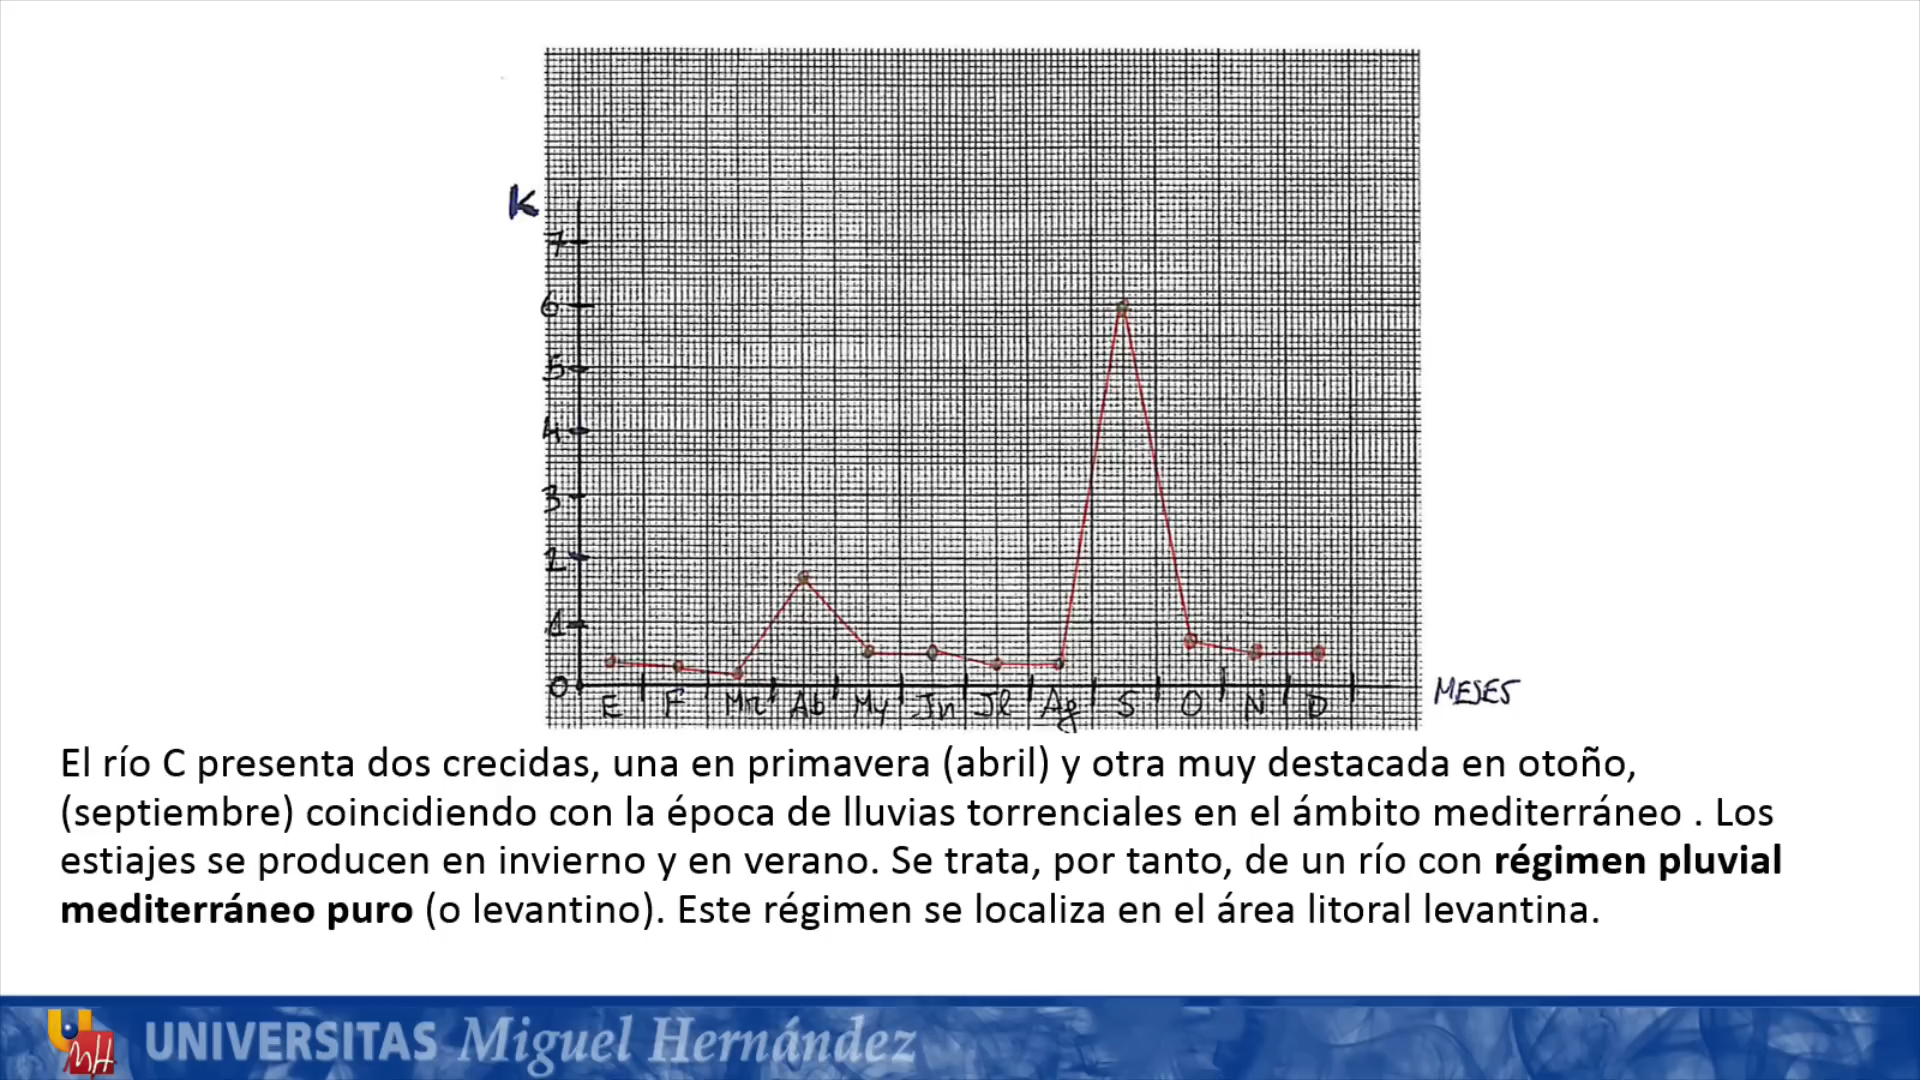 K
7
6
5
4
3
2
1
0
E F Mr Ab My Jn Jl Ag S O N D
MESES
El río C presenta dos crecidas, una en primavera (abril) y otra muy destacada en otoño,
(septiembre) coincidiendo con la época de lluvias torrenciales en el ámbito mediterráneo . Los
estiajes se producen en invierno y en verano. Se trata, por tanto, de un río con régimen pluvial
mediterráneo puro (o levantino). Este régimen se localiza en el área litoral levantina.
UNIVERSITAS Miguel Hernández